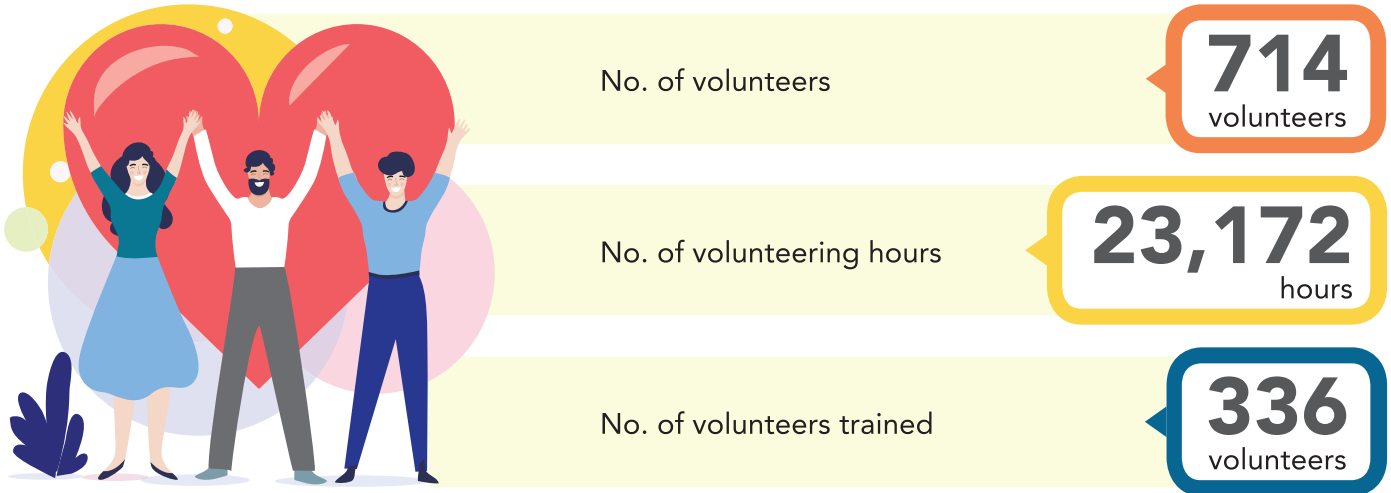 No. of volunteers
714
volunteers
No. of volunteering hours
23,172
hours
No. of volunteers trained
336
volunteers